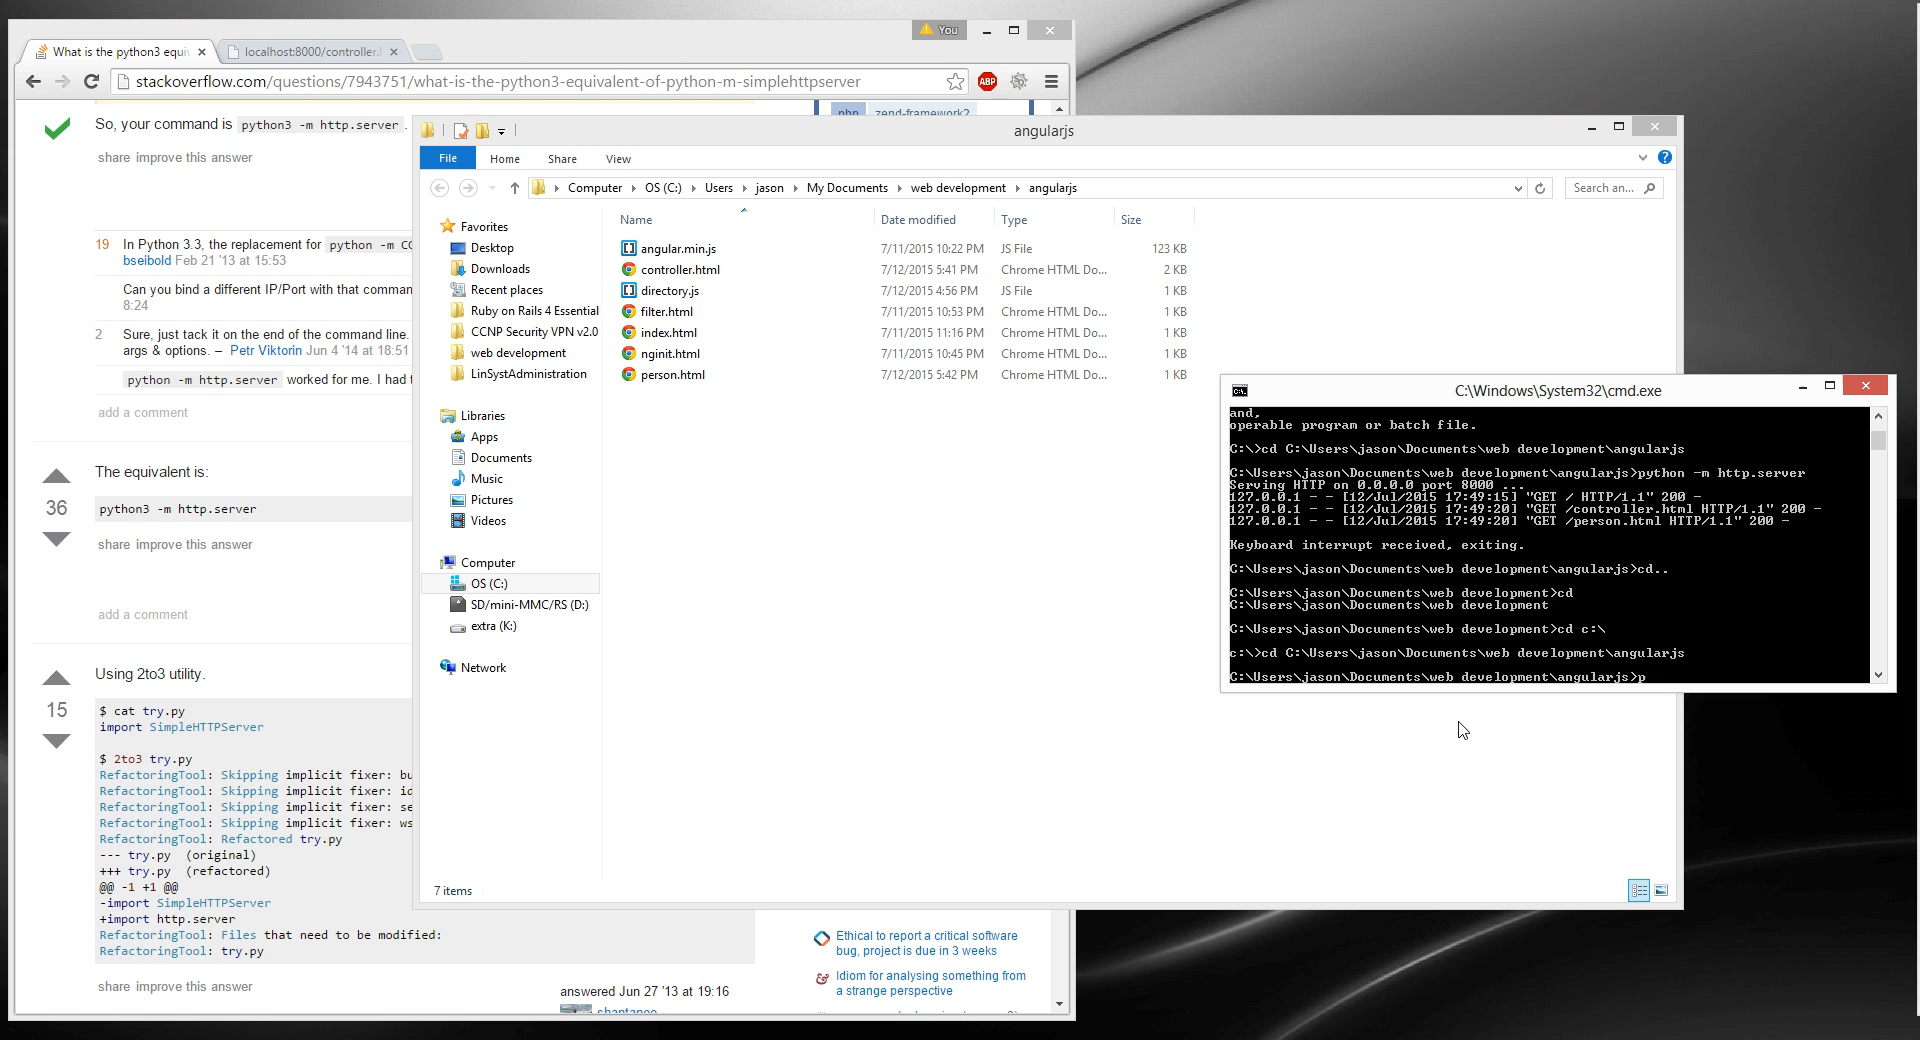 You
What is the python3 equiv
localhost:8000/controller.
stackoverflow.com/questions/7943751/what-is-the-python3-equivalent-of-python-m-simplehttpserver
ABP
php zend-framework2
So, your command is python3 -m http.server .
share improve this answer
19 In Python 3.3, the replacement for python -m CG
bseibold Feb 21 '13 at 15:53
Can you bind a different IP/Port with that comman
8:24
2 Sure, just tack it on the end of the command line.
args & options. – Petr Viktorin Jun 4 '14 at 18:51
python -m http.server worked for me. I had t
add a comment
The equivalent is:
36
python3 -m http.server
share improve this answer
add a comment
Using 2to3 utility.
15
$ cat try.py
import SimpleHTTPServer
$ 2to3 try.py
RefactoringTool: Skipping implicit fixer: bu
RefactoringTool: Skipping implicit fixer: id
RefactoringTool: Skipping implicit fixer: se
RefactoringTool: Skipping implicit fixer: ws
RefactoringTool: Refactored try.py
--- try.py (original)
+++ try.py (refactored)
@@ -1 +1 @@
-import SimpleHTTPServer
+import http.server
RefactoringTool: Files that need to be modified:
RefactoringTool: try.py
share improve this answer
answered Jun 27 '13 at 19:16
shantanoo
Ethical to report a critical software
bug, project is due in 3 weeks
Idiom for analysing something from
a strange perspective
angularjs
File Home Share View
Computer OS (C:) Users jason My Documents web development angularjs
Search an...
Name Date modified Type Size
angular.min.js 7/11/2015 10:22 PM JS File 123 KB
controller.html 7/12/2015 5:41 PM Chrome HTML Do... 2 KB
directory.js 7/12/2015 4:56 PM JS File 1 KB
filter.html 7/11/2015 10:53 PM Chrome HTML Do... 1 KB
index.html 7/11/2015 11:16 PM Chrome HTML Do... 1 KB
nginit.html 7/11/2015 10:45 PM Chrome HTML Do... 1 KB
person.html 7/12/2015 5:42 PM Chrome HTML Do... 1 KB
Favorites
Desktop
Downloads
Recent places
Ruby on Rails 4 Essential
CCNP Security VPN v2.0
web development
LinSystAdministration
Libraries
Apps
Documents
Music
Pictures
Videos
Computer
OS (C:)
SD/mini-MMC/RS (D:)
extra (K:)
Network
7 items
C:\Windows\System32\cmd.exe
and,
operable program or batch file.
C:\>cd C:\Users\jason\Documents\web development\angularjs
C:\Users\jason\Documents\web development\angularjs>python -m http.server
Serving HTTP on 0.0.0.0 port 8000 ...
127.0.0.1 - - [12/Jul/2015 17:49:15] "GET / HTTP/1.1" 200 -
127.0.0.1 - - [12/Jul/2015 17:49:20] "GET /controller.html HTTP/1.1" 200 -
127.0.0.1 - - [12/Jul/2015 17:49:20] "GET /person.html HTTP/1.1" 200 -
Keyboard interrupt received, exiting.
C:\Users\jason\Documents\web development\angularjs>cd..
C:\Users\jason\Documents\web development>cd
C:\Users\jason\Documents\web development
C:\Users\jason\Documents\web development>cd c:\
c:\>cd C:\Users\jason\Documents\web development\angularjs
C:\Users\jason\Documents\web development\angularjs>p